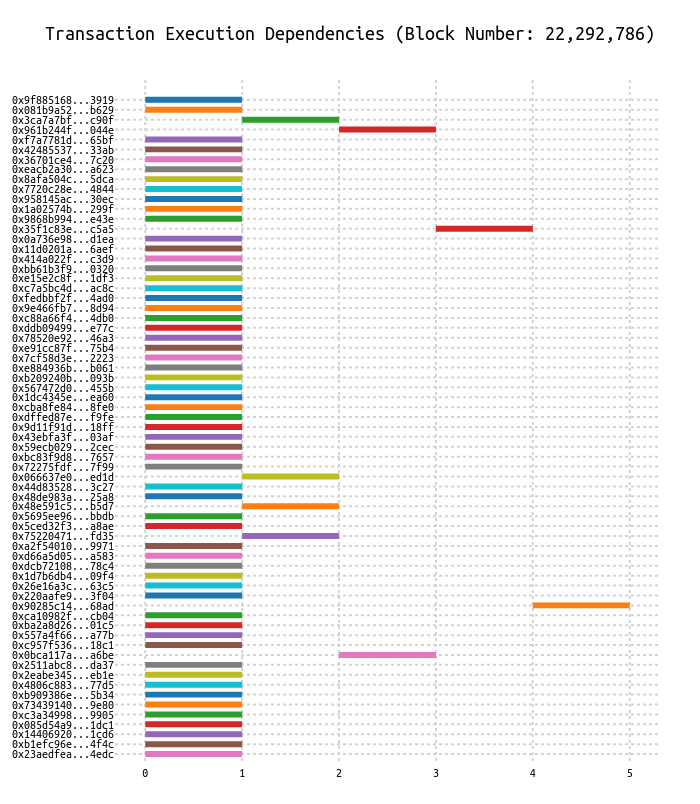 Transaction Execution Dependencies (Block Number: 22,292,786)
0x9f885168...3919
0x081b9a52...b629
0x3ca7a7bf...c90f
0x961b244f...044e
0xf7a7781d...65bf
0x42485537...33ab
0x36701ce4...7c20
0xeacb2a30...a623
0x8afa504c...5dca
0x7720c28e...4844
0x958145ac...30ec
0x1a02574b...299f
0x9868b994...e43e
0x35f1c83e...c5a5
0x0a736e98...d1ea
0x11d0201a...6aef
0x414a022f...c3d9
0xbb61b3f9...0320
0xe15e2c8f...1df3
0xc7a5bc4d...ac8c
0xfedbbf2f...4ad0
0x9e466fb7...8d94
0xc88a66f4...4db0
0xddb09499...e77c
0x78520e92...46a3
0xe91cc87f...75b4
0x7cf58d3e...2223
0xe884936b...b061
0xb209240b...093b
0x567472d0...455b
0x1dc4345e...ea60
0xcba8fe84...8fe0
0xdffed87e...f9fe
0x9d11f91d...18ff
0x43ebfa3f...03af
0x59ecb029...2cec
0xbc83f9d8...7657
0x72275fdf...7f99
0x066637e0...ed1d
0x44d83528...3c27
0x48de983a...25a8
0x48e591c5...b5d7
0x5695ee96...bbdb
0x5ced32f3...a8ae
0x75220471...fd35
0xa2f54010...9971
0xd66a5d05...a583
0xdcb72108...78c4
0x1d7b6db4...09f4
0x26e16a3c...63c5
0x220aafe9...3f04
0x90285c14...68ad
0xca10982f...cb04
0xba2a8d26...01c5
0x557a4f66...a77b
0xc957f536...18c1
0x0bca117a...a6be
0x2511abc8...da37
0x2eabe345...eb1e
0x4806c883...77d5
0xb909386e...5b34
0x73439140...9e80
0xc3a34998...9905
0x085d54a9...1dc1
0x14406920...1cd6
0xb1efc96e...4f4c
0x23aedfea...4edc
0 1 2 3 4 5